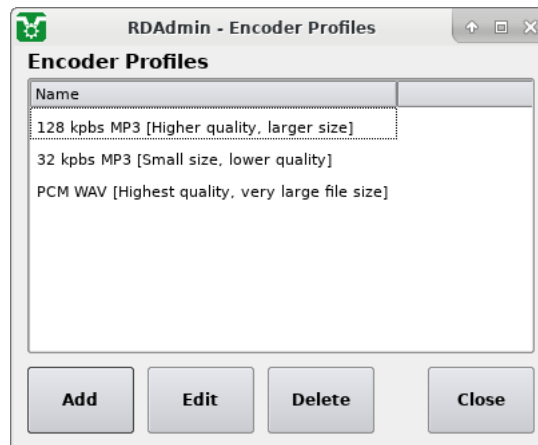 RDAdmin - Encoder Profiles
Encoder Profiles
Name
128 kpbs MP3 [Higher quality, larger size]
32 kpbs MP3 [Small size, lower quality]
PCM WAV [Highest quality, very large file size]
Add Edit Delete Close